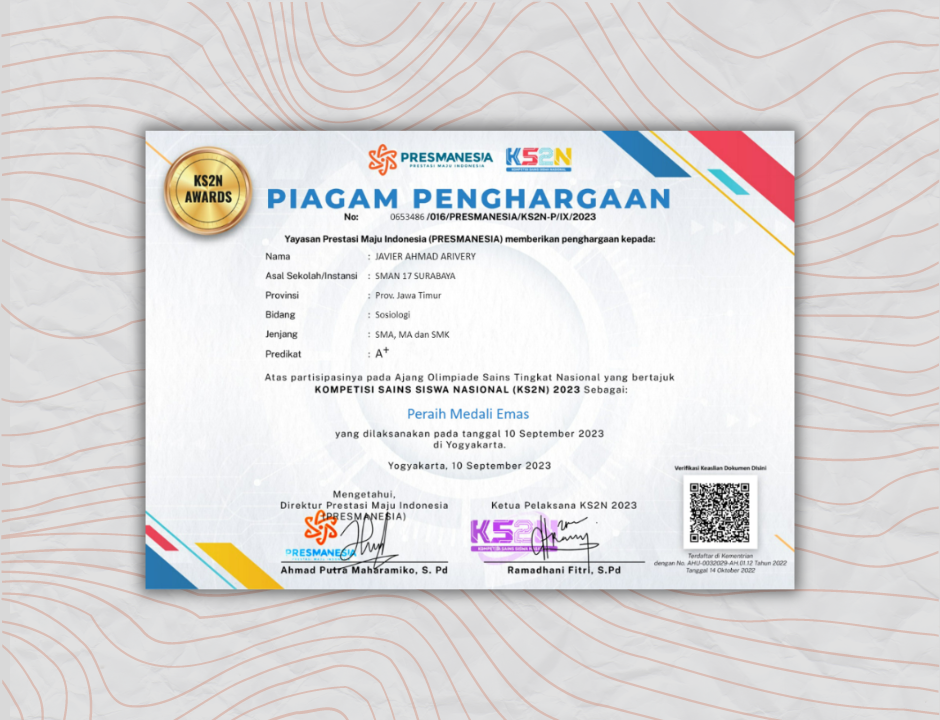 KS2N
AWARDS
PRESMANESIA
PRESTASI MAJU INDONESIA
KS2N
KOMPETISI SAINS SISWA NASIONAL
PIAGAM PENGHARGAAN
No: 0653486 /016/PRESMANESIA/KS2N-P/IX/2023
Yayasan Prestasi Maju Indonesia (PRESMANESIA) memberikan penghargaan kepada:
Nama : JAVIER AHMAD ARIVERY
Asal Sekolah/Instansi : SMAN 17 SURABAYA
Provinsi : Prov. Jawa Timur
Bidang : Sosiologi
Jenjang : SMA, MA dan SMK
Predikat : A+
Atas partisipasinya pada Ajang Olimpiade Sains Tingkat Nasional yang bertajuk
KOMPETISI SAINS SISWA NASIONAL (KS2N) 2023 Sebagai:
Peraih Medali Emas
yang dilaksanakan pada tanggal 10 September 2023
di Yogyakarta.
Yogyakarta, 10 September 2023
Mengetahui,
Direktur Prestasi Maju Indonesia
(PRESMANESIA)
PRESMANESIA
Ahmad Putra Maharamiko, S. Pd
Ketua Pelaksana KS2N 2023
KS2N
KOMPETISI SAINS SISWA NASIONAL
Ramadhani Fitri, S.Pd
Verifikasi Keaslian Dokumen Disini
Terdaftar di Kementrian
dengan No. AHU-0032029-AH.01.12 Tahun 2022
Tanggal 14 Oktober 2022